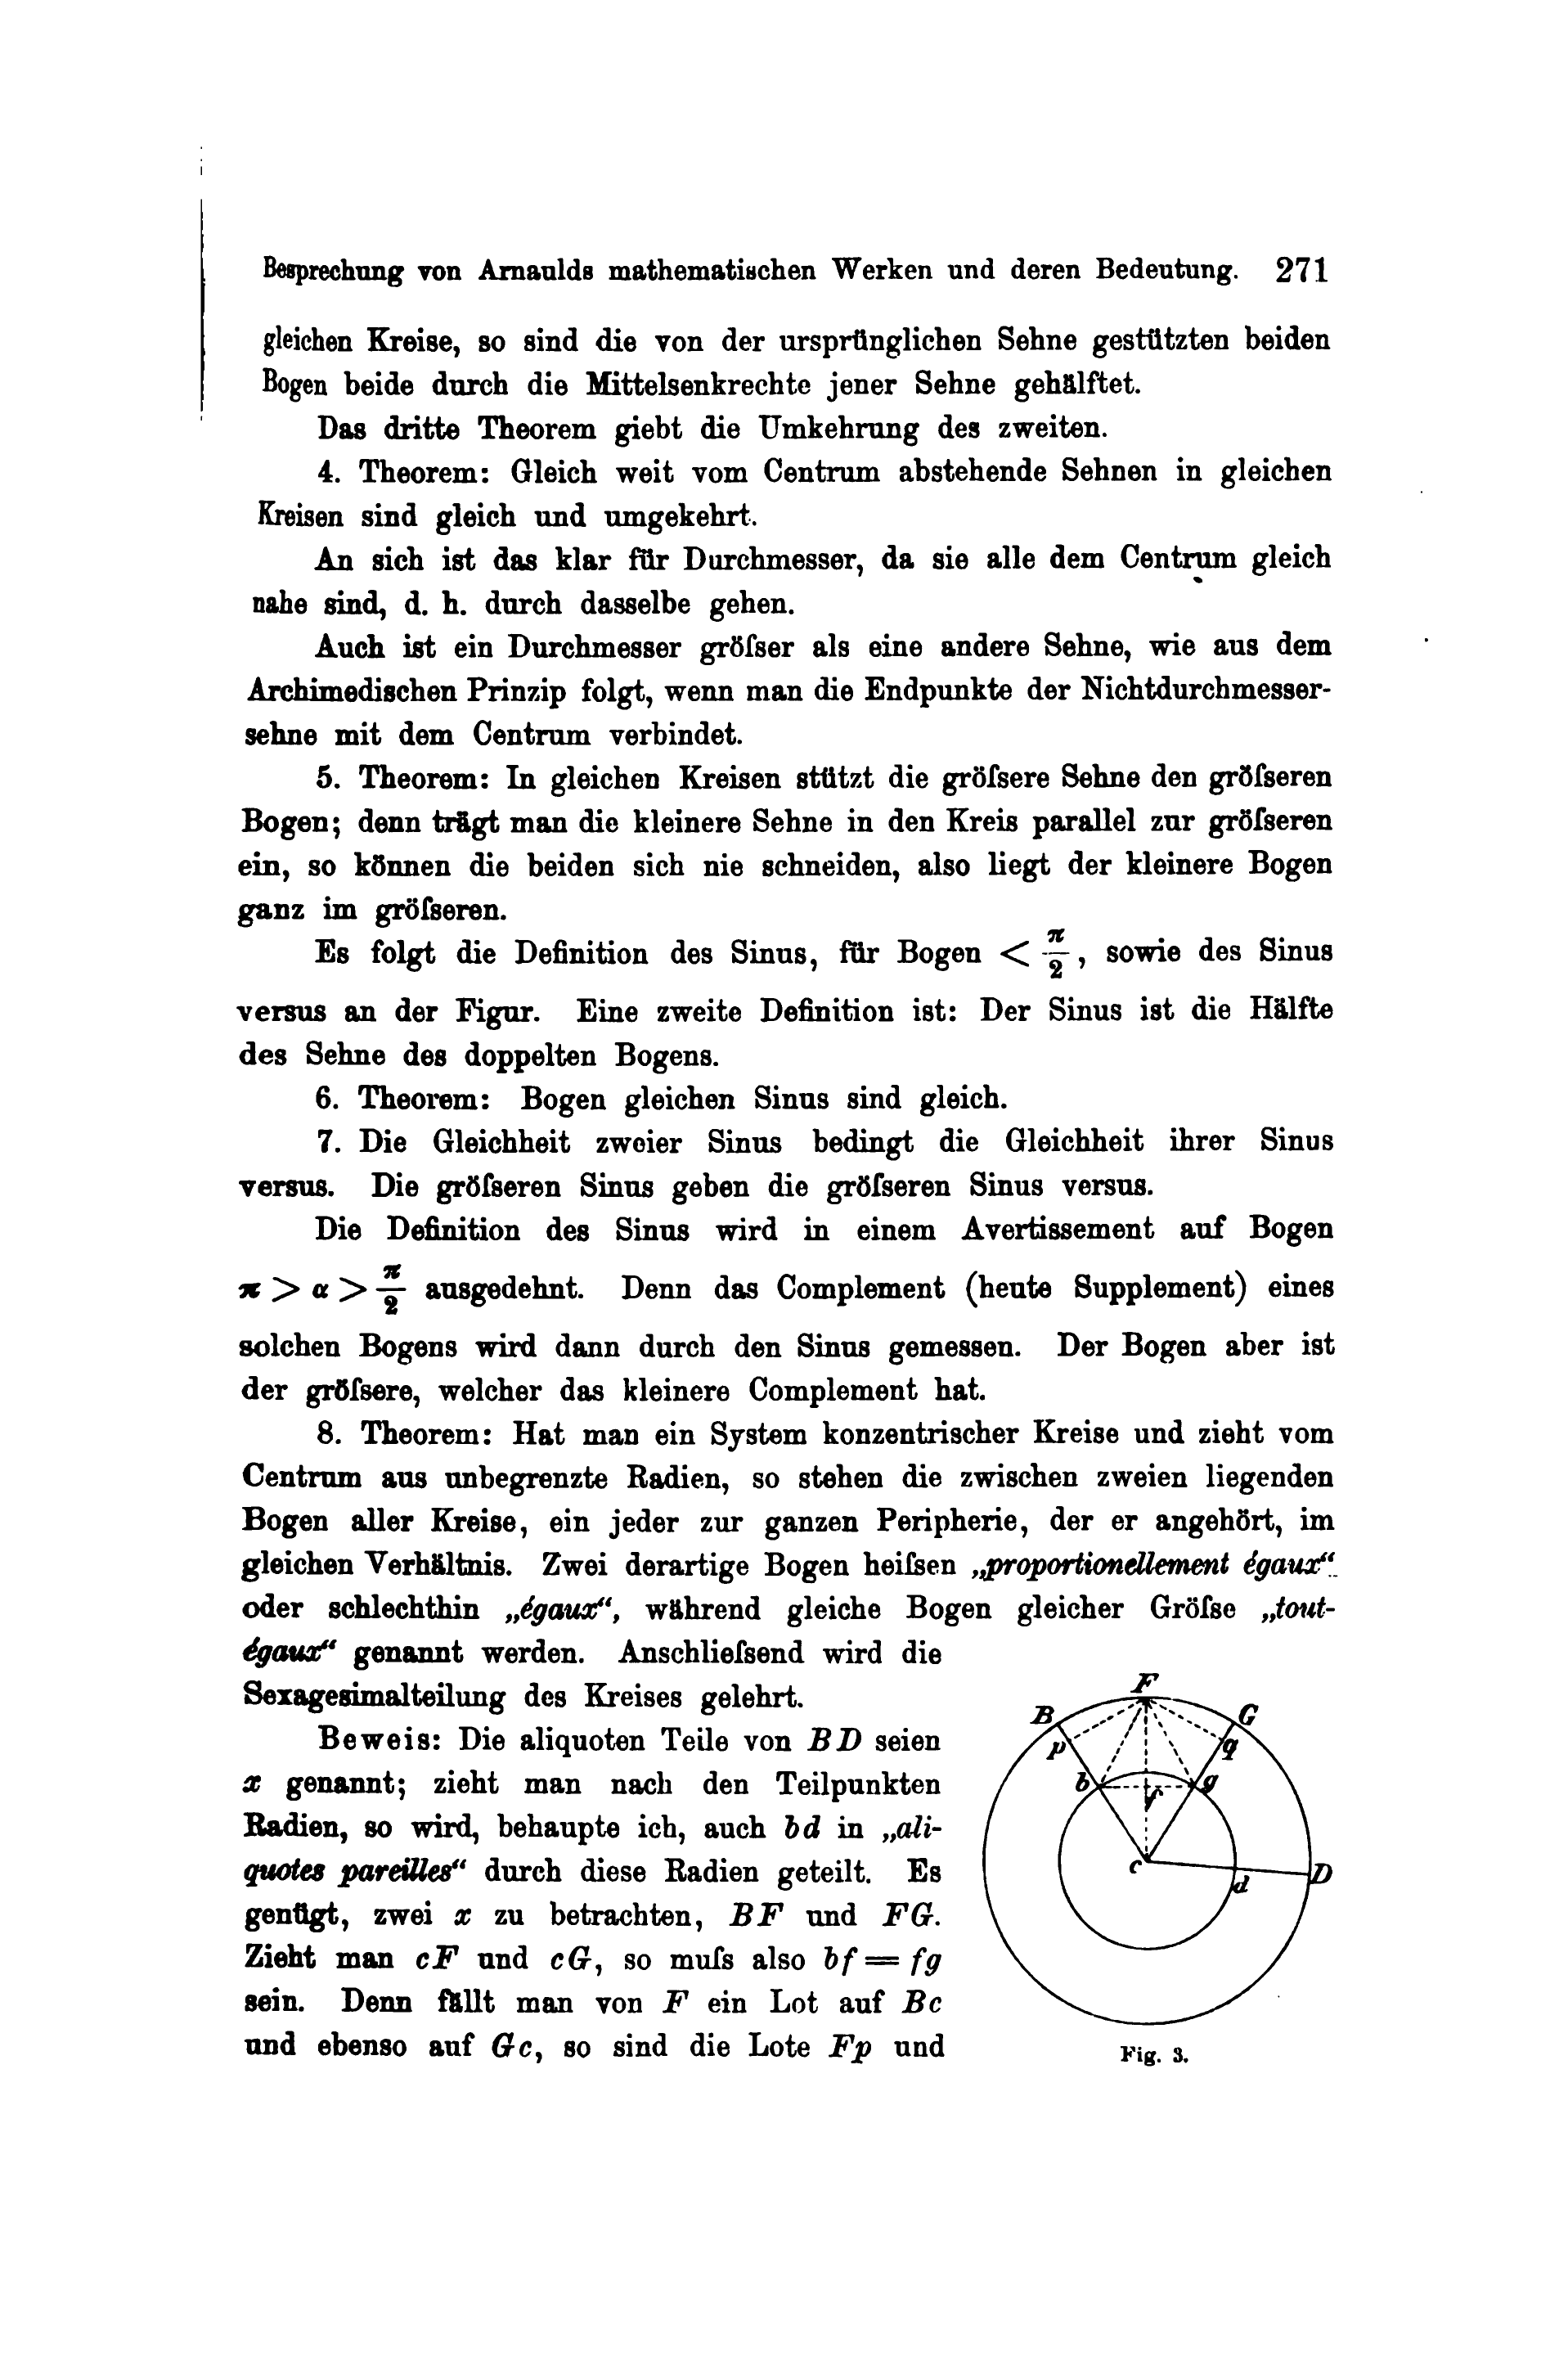 Besprechung von Arnaulds mathematischen Werken und deren Bedeutung. 271
gleichen Kreise, so sind die von der ursprünglichen Sehne gestützten beiden
Bogen beide durch die Mittelsenkrechte jener Sehne gehälftet.
Das dritte Theorem giebt die Umkehrung des zweiten.
4. Theorem: Gleich weit vom Centrum abstehende Sehnen in gleichen
Kreisen sind gleich und umgekehrt.
An sich ist das klar für Durchmesser, da sie alle dem Centrum gleich
nahe sind, d. h. durch dasselbe gehen.
Auch ist ein Durchmesser gröſser als eine andere Sehne, wie aus dem
Archimedischen Prinzip folgt, wenn man die Endpunkte der Nichtdurchmesser-
sehne mit dem Centrum verbindet.
5. Theorem: In gleichen Kreisen stützt die gröſsere Sehne den gröſseren
Bogen; denn trägt man die kleinere Sehne in den Kreis parallel zur gröſseren
ein, so können die beiden sich nie schneiden, also liegt der kleinere Bogen
ganz im gröſseren.
Es folgt die Definition des Sinus, für Bogen < π/2, sowie des Sinus
versus an der Figur. Eine zweite Definition ist: Der Sinus ist die Hälfte
des Sehne des doppelten Bogens.
6. Theorem: Bogen gleichen Sinus sind gleich.
7. Die Gleichheit zweier Sinus bedingt die Gleichheit ihrer Sinus
versus. Die gröſseren Sinus geben die gröſseren Sinus versus.
Die Definition des Sinus wird in einem Avertissement auf Bogen
π > α > π/2 ausgedehnt. Denn das Complement (heute Supplement) eines
solchen Bogens wird dann durch den Sinus gemessen. Der Bogen aber ist
der gröſsere, welcher das kleinere Complement hat.
8. Theorem: Hat man ein System konzentrischer Kreise und zieht vom
Centrum aus unbegrenzte Radien, so stehen die zwischen zweien liegenden
Bogen aller Kreise, ein jeder zur ganzen Peripherie, der er angehört, im
gleichen Verhältnis. Zwei derartige Bogen heiſsen „proportionellement égaux“
oder schlechthin „égaux“, während gleiche Bogen gleicher Gröſse „tout-
égaux“ genannt werden. Anschlieſsend wird die
Sexagesimalteilung des Kreises gelehrt.
Beweis: Die aliquoten Teile von BD seien
x genannt; zieht man nach den Teilpunkten
Radien, so wird, behaupte ich, auch bd in „ali-
quotes pareilles“ durch diese Radien geteilt. Es
genügt, zwei x zu betrachten, BF und FG.
Zieht man cF und cG, so muſs also bf = fg
sein. Denn fällt man von F ein Lot auf Bc
und ebenso auf Gc, so sind die Lote Fp und
F
B
G
p
q
b
g
f
c
d
D
Fig. 3.